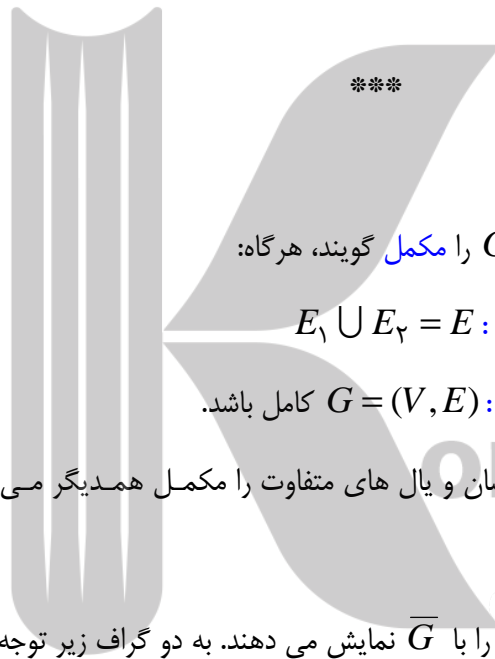 ***
را مکمل گویند، هرگاه:
: E₁ ∪ E₂ = E
: G = (V, E) کامل باشد.
و یال های متفاوت را مکمل همدیگر می
را با G̅ نمایش می دهند. به دو گراف زیر توجه